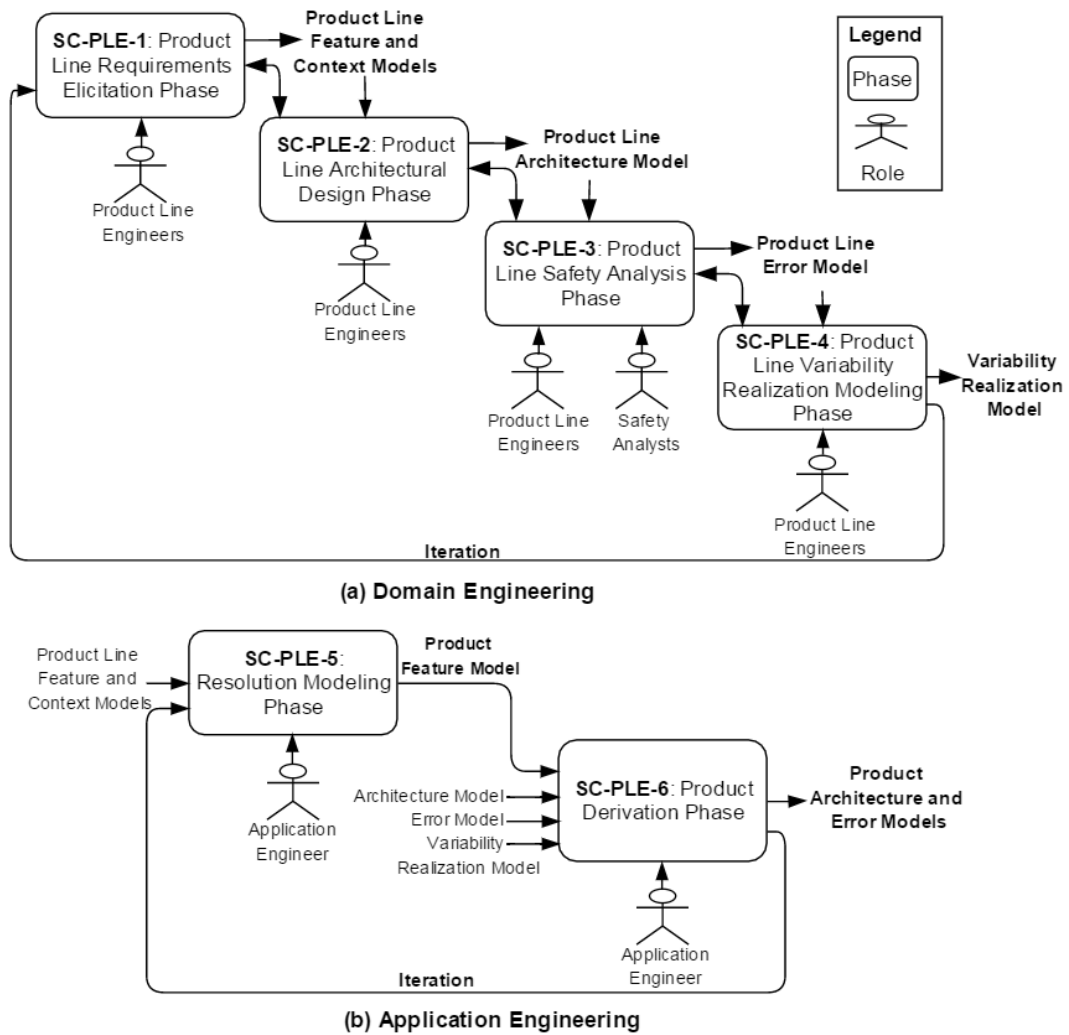 SC-PLE-1: Product
Line Requirements
Elicitation Phase
Product Line
Feature and
Context Models
Product Line
Engineers
SC-PLE-2: Product
Line Architectural
Design Phase
Product Line
Architecture Model
Product Line
Engineers
SC-PLE-3: Product
Line Safety Analysis
Phase
Product Line
Error Model
Product Line
Engineers
Safety
Analysts
SC-PLE-4: Product
Line Variability
Realization Modeling
Phase
Variability
Realization
Model
Product Line
Engineers
Legend
Phase
Role
Iteration
(a) Domain Engineering
Product Line
Feature and
Context Models
SC-PLE-5:
Resolution Modeling
Phase
Product
Feature Model
Application
Engineer
Architecture Model
Error Model
Variability
Realization Model
SC-PLE-6: Product
Derivation Phase
Product
Architecture and
Error Models
Application
Engineer
Iteration
(b) Application Engineering